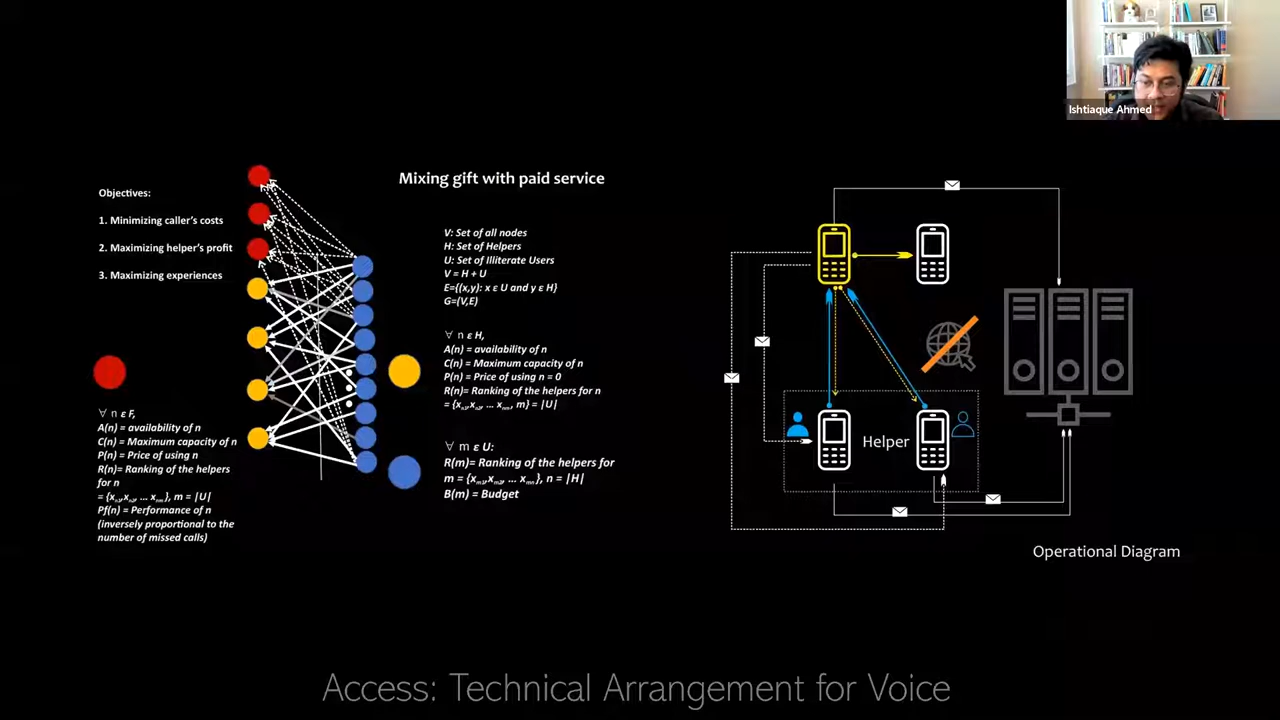 Ishtiaque Ahmed
Mixing gift with paid service
Objectives:
1. Minimizing caller's costs
2. Maximizing helper's profit
3. Maximizing experiences
V: Set of all nodes
H: Set of Helpers
U: Set of Illiterate Users
V = H + U
E={(x,y): x ε U and y ε H}
G=(V,E)
∀ n ε H,
A(n) = availability of n
C(n) = Maximum capacity of n
P(n) = Price of using n = 0
R(n)= Ranking of the helpers for n
∀ n ε F,
A(n) = availability of n
C(n) = Maximum capacity of n
P(n) = Price of using n
R(n)= Ranking of the helpers
for n
Pf(n) = Performance of n
(inversely proportional to the
number of missed calls)
∀ m ε U:
R(m)= Ranking of the helpers for
B(m) = Budget
Helper
Operational Diagram
Access: Technical Arrangement for Voice